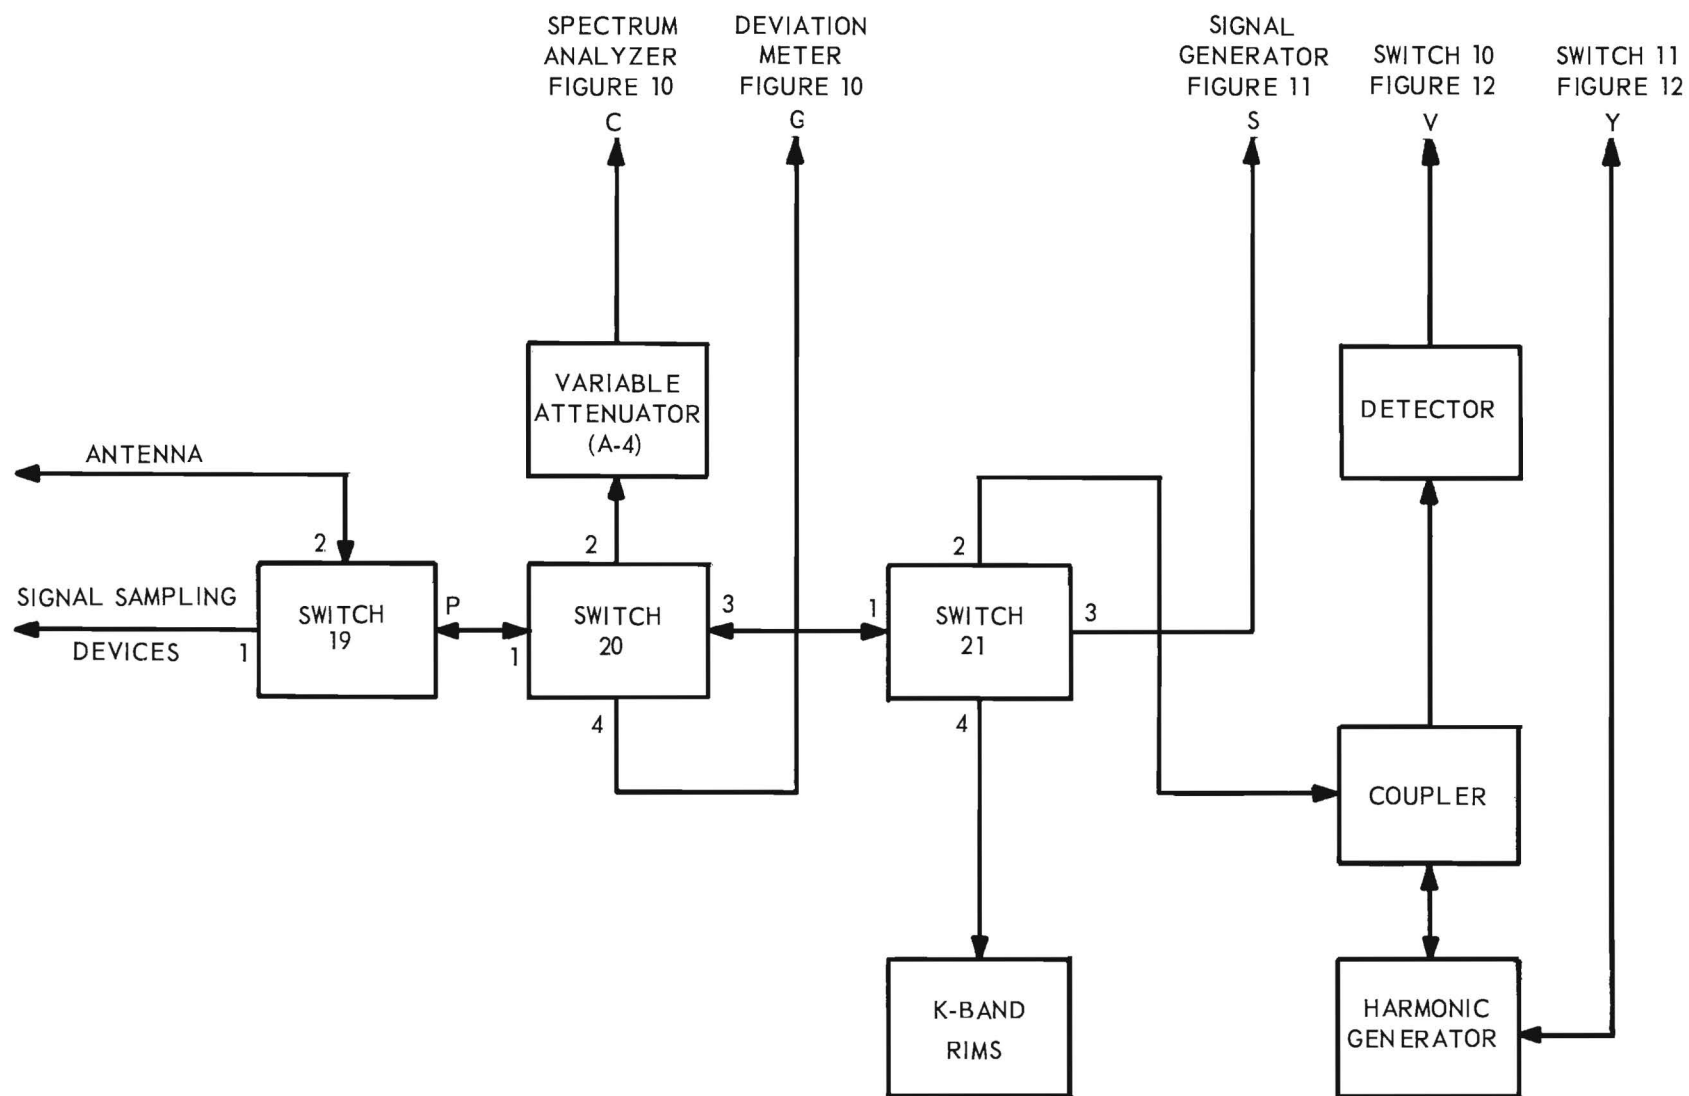 SPECTRUM
ANALYZER
FIGURE 10
C
DEVIATION
METER
FIGURE 10
G
SIGNAL
GENERATOR
FIGURE 11
S
SWITCH 10
FIGURE 12
V
SWITCH 11
FIGURE 12
Y
VARIABLE
ATTENUATOR
(A-4)
DETECTOR
ANTENNA
2
SIGNAL SAMPLING
DEVICES
1
SWITCH
19
P
1
2
SWITCH
20
3
4
1
2
SWITCH
21
3
4
COUPLER
K-BAND
RIMS
HARMONIC
GENERATOR